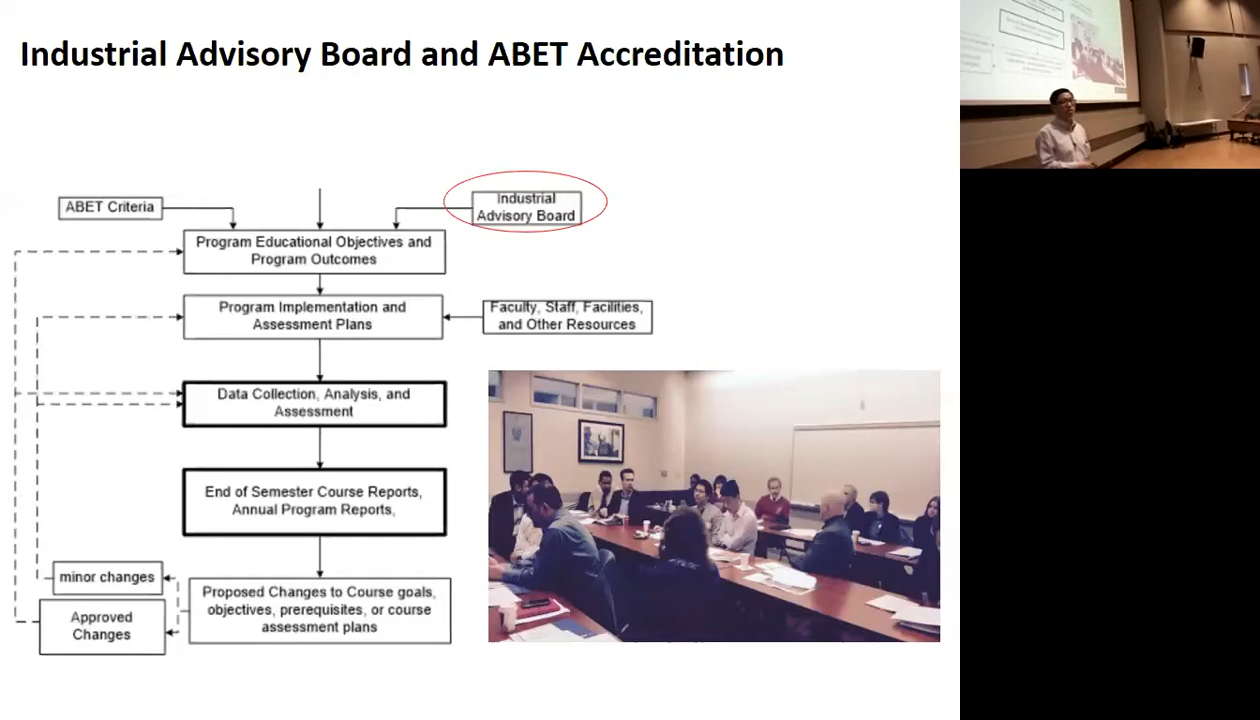 Industrial Advisory Board and ABET Accreditation
ABET Criteria
Industrial
Advisory Board
Program Educational Objectives and
Program Outcomes
Program Implementation and
Assessment Plans
Faculty, Staff, Facilities,
and Other Resources
Data Collection, Analysis, and
Assessment
End of Semester Course Reports,
Annual Program Reports,
minor changes
Proposed Changes to Course goals,
objectives, prerequisites, or course
assessment plans
Approved
Changes